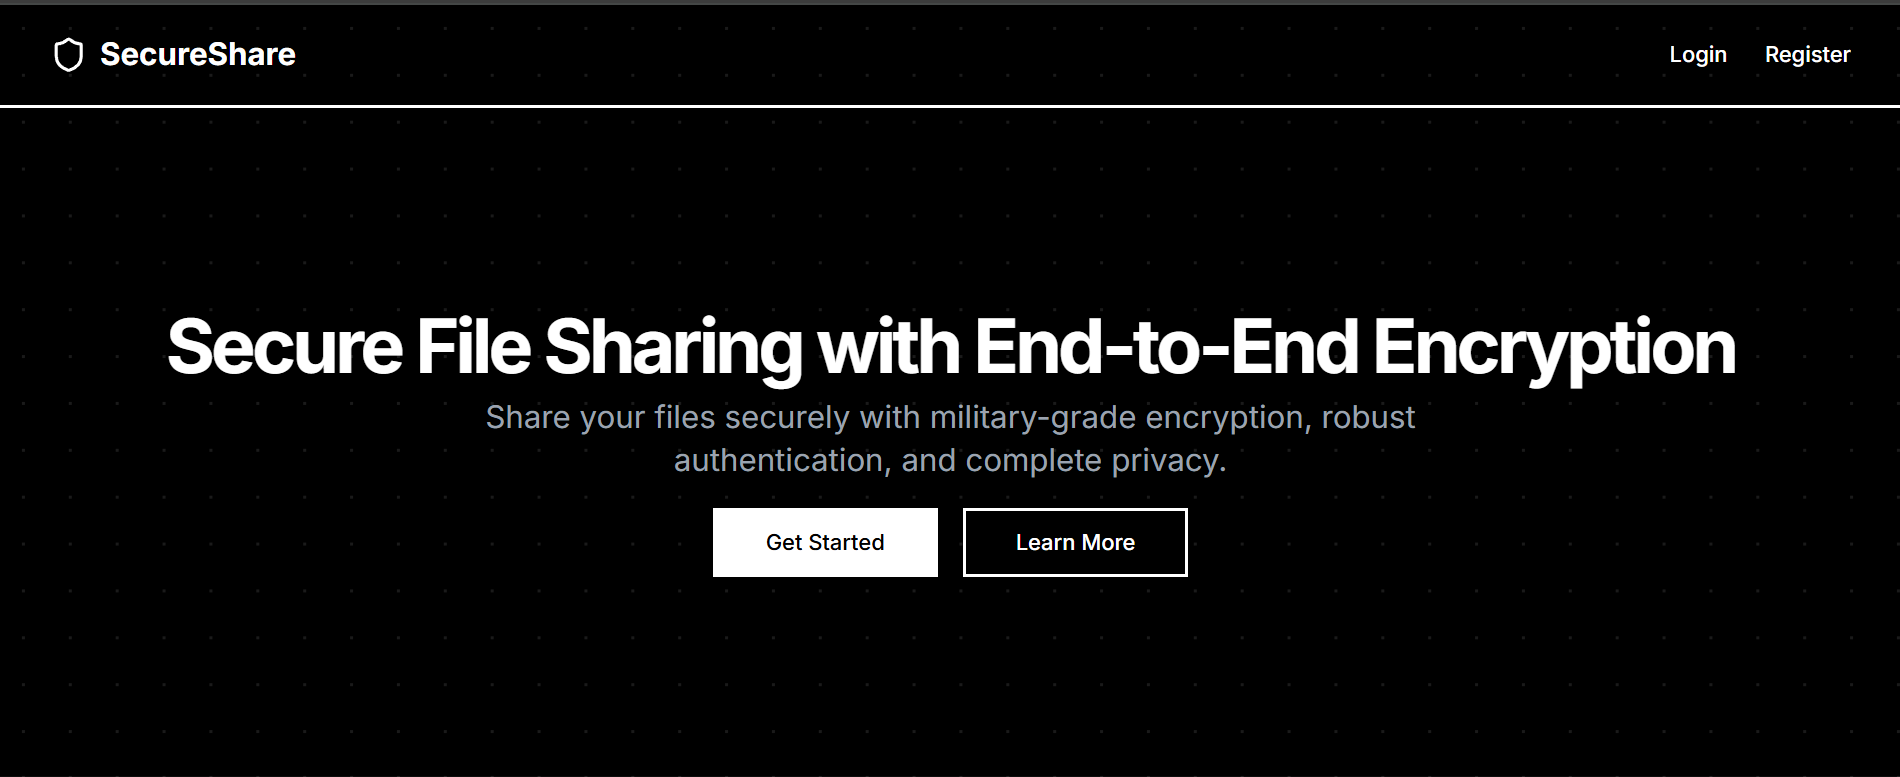 SecureShare
Login
Register
Secure File Sharing with End-to-End Encryption
Share your files securely with military-grade encryption, robust
authentication, and complete privacy.
Get Started
Learn More